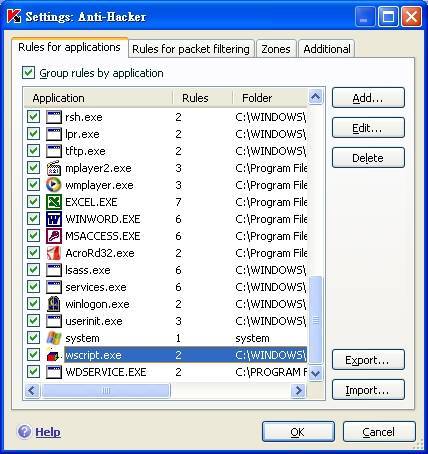 Settings: Anti-Hacker
Rules for applications Rules for packet filtering Zones Additional
Group rules by application
Application Rules Folder
rsh.exe 2 C:\WINDOWS\
lpr.exe 2 C:\WINDOWS\
tftp.exe 2 C:\WINDOWS\
mplayer2.exe 3 C:\Program File
wmplayer.exe 3 C:\Program File
EXCEL.EXE 7 C:\Program File
WINWORD.EXE 6 C:\Program File
MSACCESS.EXE 6 C:\Program File
AcroRd32.exe 2 C:\Program File
lsass.exe 6 C:\WINDOWS\
services.exe 6 C:\WINDOWS\
winlogon.exe 2 C:\WINDOWS\
userinit.exe 3 C:\WINDOWS\
system 1 system
wscript.exe 2 C:\WINDOWS\
WDSERVICE.EXE 2 C:\PROGRAM F
Add...
Edit...
Delete
Export...
Import...
Help
OK
Cancel